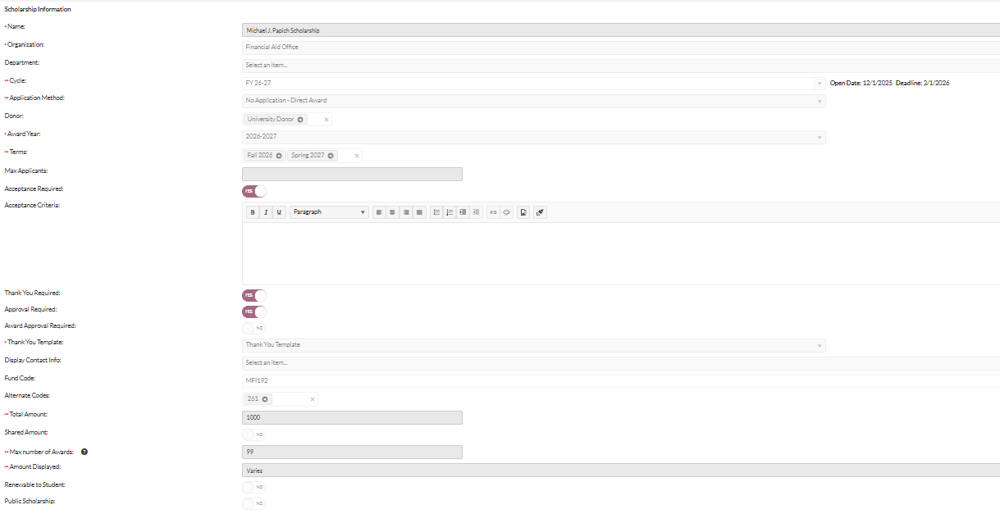 Scholarship Information
* Name: Michael J. Papich Scholarship
* Organization: Financial Aid Office
Department: Select an item...
** Cycle: FY 26-27 Open Date: 12/1/2025 Deadline: 3/1/2026
** Application Method: No Application - Direct Award
Donor: University Donor
* Award Year: 2026-2027
** Terms: Fall 2026 Spring 2027
Max Applicants:
Acceptance Required: YES
Acceptance Criteria: B I U Paragraph
Thank You Required: YES
Approval Required: YES
Award Approval Required: NO
* Thank You Template: Thank You Template
Display Contact Info: Select an item...
Fund Code: MFI192
Alternate Codes: 261
** Total Amount: 1000
Shared Amount: NO
** Max number of Awards: ? 99
** Amount Displayed: Varies
Renewable to Student: NO
Public Scholarship: NO